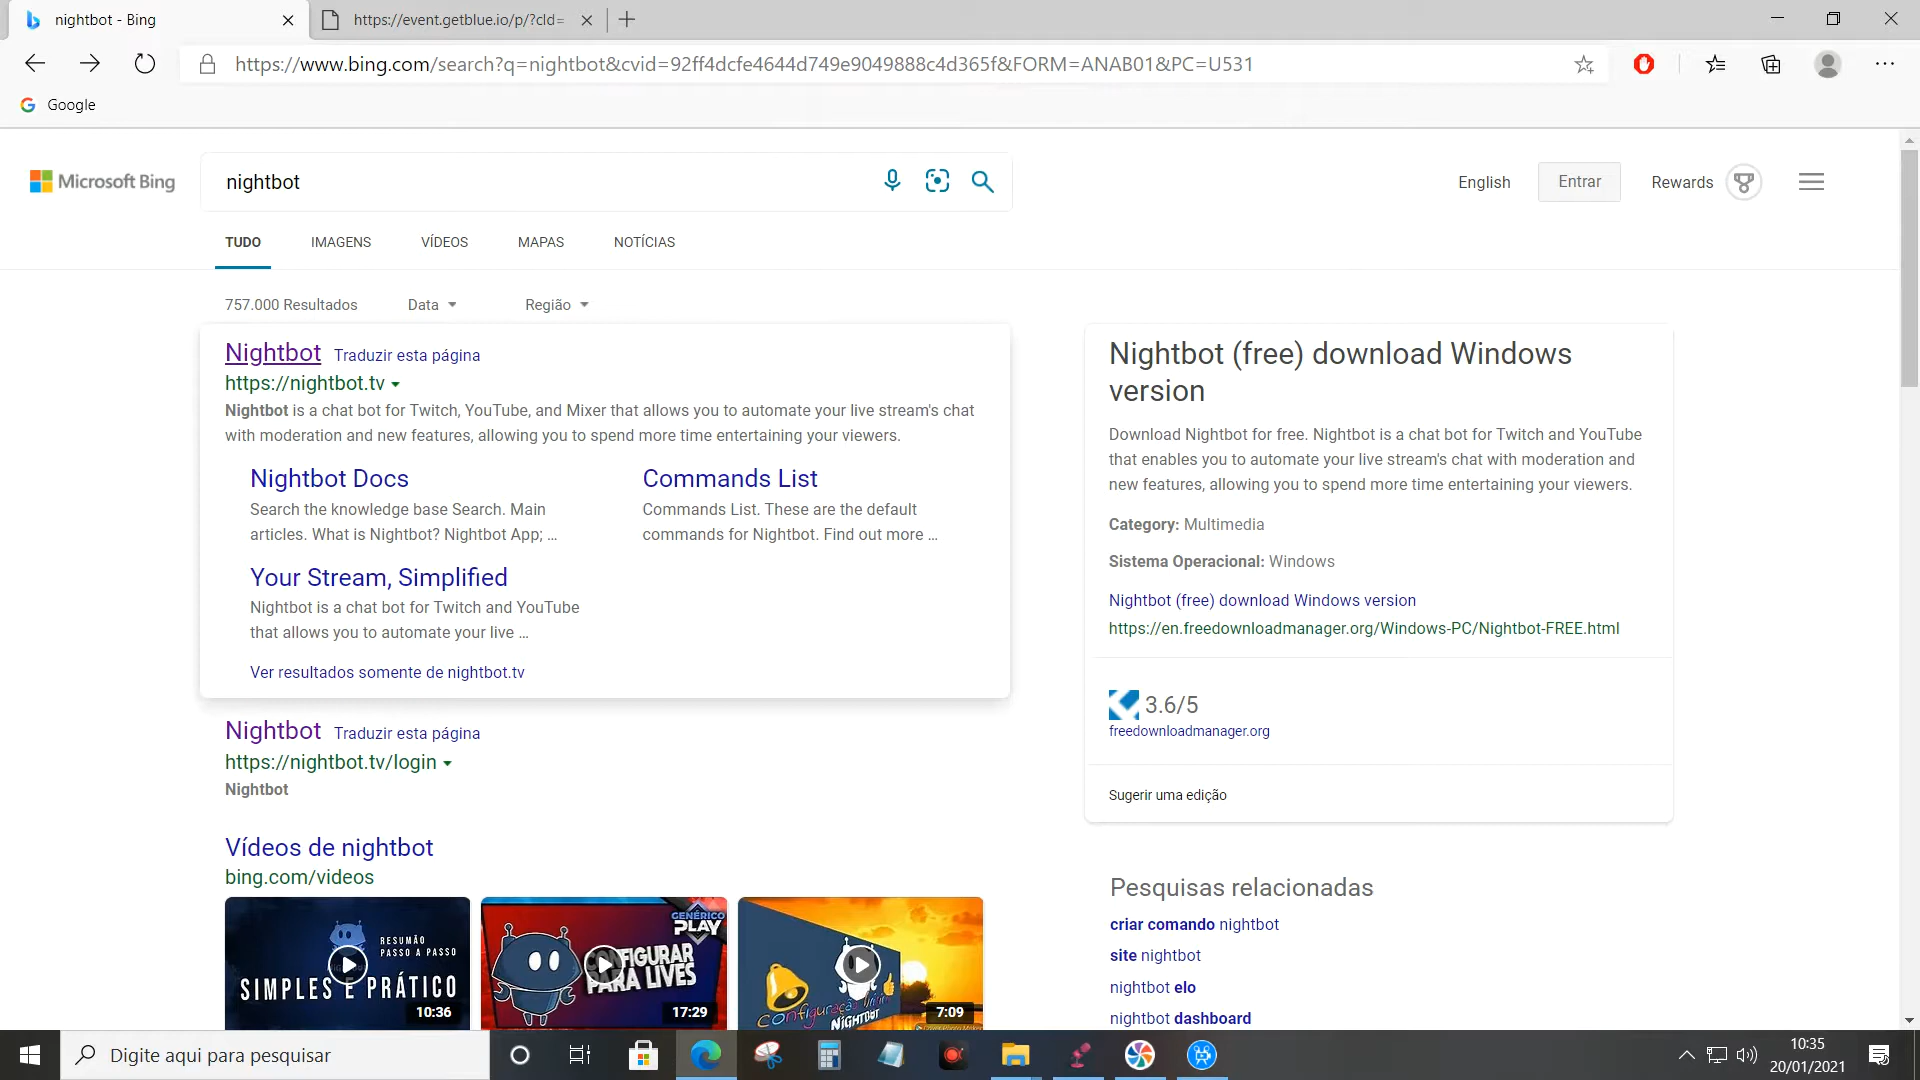 nightbot - Bing
https://event.getblue.io/p/?cId=
https://www.bing.com/search?q=nightbot&cvid=92ff4dcfe4644d749e9049888c4d365f&FORM=ANAB01&PC=U531
Google
Microsoft Bing
nightbot
English
Entrar
Rewards
TUDO
IMAGENS
VÍDEOS
MAPAS
NOTÍCIAS
757.000 Resultados
Data
Região
Nightbot Traduzir esta página
https://nightbot.tv
Nightbot is a chat bot for Twitch, YouTube, and Mixer that allows you to automate your live stream's chat
with moderation and new features, allowing you to spend more time entertaining your viewers.
Nightbot Docs
Search the knowledge base Search. Main
articles. What is Nightbot? Nightbot App; ...
Commands List
Commands List. These are the default
commands for Nightbot. Find out more ...
Your Stream, Simplified
Nightbot is a chat bot for Twitch and YouTube
that allows you to automate your live ...
Ver resultados somente de nightbot.tv
Nightbot Traduzir esta página
https://nightbot.tv/login
Nightbot
Vídeos de nightbot
bing.com/videos
RESUMÃO
PASSO A PASSO
SIMPLES E PRÁTICO
10:36
GENÉRICO
PLAY
CONFIGURAR
PARA LIVES
17:29
Configuração
NIGHTBOT
7:09
Nightbot (free) download Windows
version
Download Nightbot for free. Nightbot is a chat bot for Twitch and YouTube
that enables you to automate your live stream's chat with moderation and
new features, allowing you to spend more time entertaining your viewers.
Category: Multimedia
Sistema Operacional: Windows
Nightbot (free) download Windows version
https://en.freedownloadmanager.org/Windows-PC/Nightbot-FREE.html
3.6/5
freedownloadmanager.org
Sugerir uma edição
Pesquisas relacionadas
criar comando nightbot
site nightbot
nightbot elo
nightbot dashboard
Digite aqui para pesquisar
10:35
20/01/2021